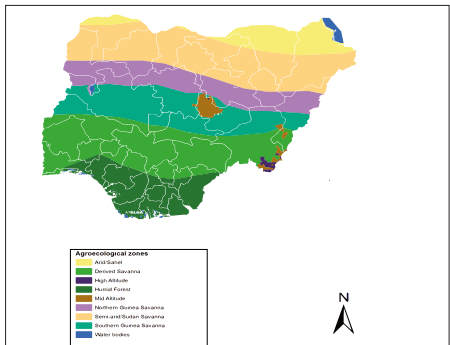 Agroecological zones
Arid/Sahel
Derived Savanna
High Altitude
Humid Forest
Mid Altitude
Northern Guinea Savanna
Semi-arid/Sudan Savanna
Southern Guinea Savanna
Water bodies
N